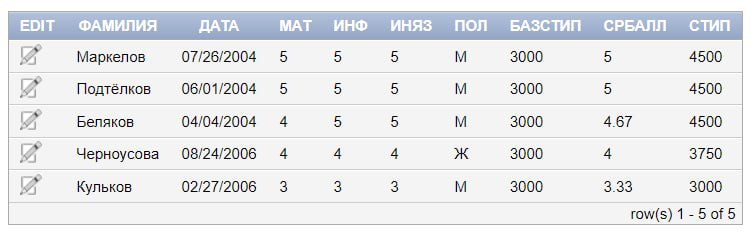 EDIT ФАМИЛИЯ ДАТА МАТ ИНФ ИНЯЗ ПОЛ БАЗСТИП СРБАЛЛ СТИП
Маркелов 07/26/2004 5 5 5 М 3000 5 4500
Подтёлков 06/01/2004 5 5 5 М 3000 5 4500
Беляков 04/04/2004 4 5 5 М 3000 4.67 4500
Черноусова 08/24/2006 4 4 4 Ж 3000 4 3750
Кульков 02/27/2006 3 3 3 М 3000 3.33 3000
row(s) 1 - 5 of 5